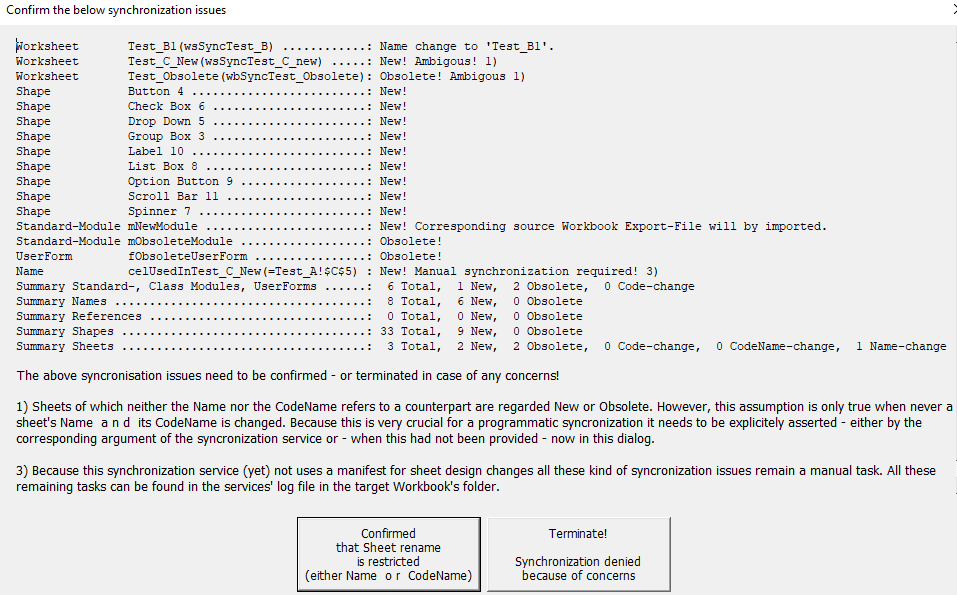 Confirm the below synchronization issues
Worksheet Test_B1(wsSyncTest_B) ............: Name change to 'Test_B1'.
Worksheet Test_C_New(wsSyncTest_C_new) .....: New! Ambigous! 1)
Worksheet Test_Obsolete(wbSyncTest_Obsolete): Obsolete! Ambigous 1)
Shape Button 4 .........................: New!
Shape Check Box 6 ......................: New!
Shape Drop Down 5 ......................: New!
Shape Group Box 3 ......................: New!
Shape Label 10 .........................: New!
Shape List Box 8 .......................: New!
Shape Option Button 9 ..................: New!
Shape Scroll Bar 11 ....................: New!
Shape Spinner 7 ........................: New!
Standard-Module mNewModule .......................: New! Corresponding source Workbook Export-File will by imported.
Standard-Module mObsoleteModule ..................: Obsolete!
UserForm fObsoleteUserForm ................: Obsolete!
Name celUsedInTest_C_New(=Test_A!$C$5) : New! Manual synchronization required! 3)
Summary Standard-, Class Modules, UserForms ......: 6 Total, 1 New, 2 Obsolete, 0 Code-change
Summary Names ....................................: 8 Total, 6 New, 0 Obsolete
Summary References ...............................: 0 Total, 0 New, 0 Obsolete
Summary Shapes ...................................: 33 Total, 9 New, 0 Obsolete
Summary Sheets ...................................: 3 Total, 2 New, 2 Obsolete, 0 Code-change, 0 CodeName-change, 1 Name-change
The above syncronisation issues need to be confirmed - or terminated in case of any concerns!
1) Sheets of which neither the Name nor the CodeName refers to a counterpart are regarded New or Obsolete. However, this assumption is only true when never a
sheet's Name a n d its CodeName is changed. Because this is very crucial for a programmatic syncronization it needs to be explicitely asserted - either by the
corresponding argument of the syncronization service or - when this had not been provided - now in this dialog.
3) Because this synchronization service (yet) not uses a manifest for sheet design changes all these kind of syncronization issues remain a manual task. All these
remaining tasks can be found in the services' log file in the target Workbook's folder.
Confirmed
that Sheet rename
is restricted
(either Name o r CodeName)
Terminate!
Synchronization denied
because of concerns